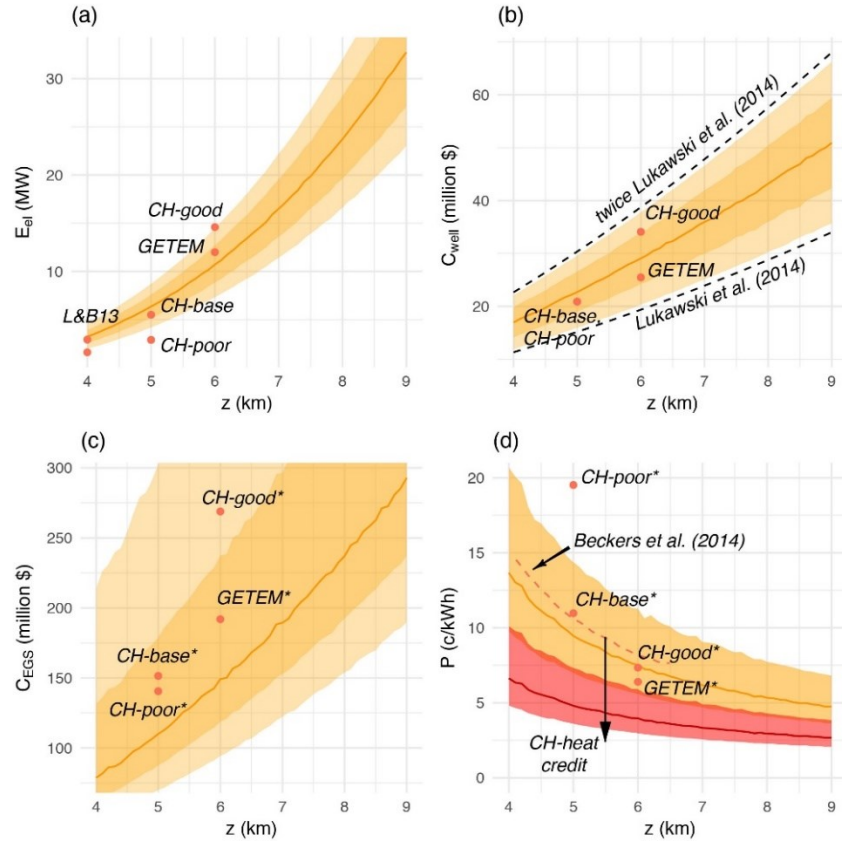 (a)
30
20
10
E_el (MW)
CH-good
GETEM
L&B13
CH-base
CH-poor
4 5 6 7 8 9
z (km)
(b)
60
40
20
C_well (million $)
twice Lukawski et al. (2014)
CH-good
GETEM
Lukawski et al. (2014)
CH-base,
CH-poor
4 5 6 7 8 9
z (km)
(c)
300
250
200
150
100
C_EGS (million $)
CH-good*
GETEM*
CH-base*
CH-poor*
4 5 6 7 8 9
z (km)
(d)
20
15
10
5
0
P (c/kWh)
CH-poor*
Beckers et al. (2014)
CH-base*
CH-good*
GETEM*
CH-heat
credit
4 5 6 7 8 9
z (km)